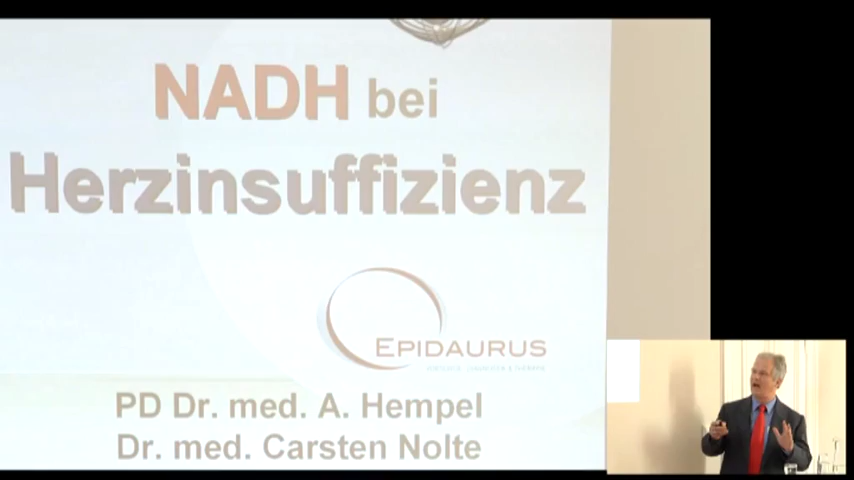 NADH bei
Herzinsuffizienz
EPIDAURUS
PD Dr. med. A. Hempel
Dr. med. Carsten Nolte